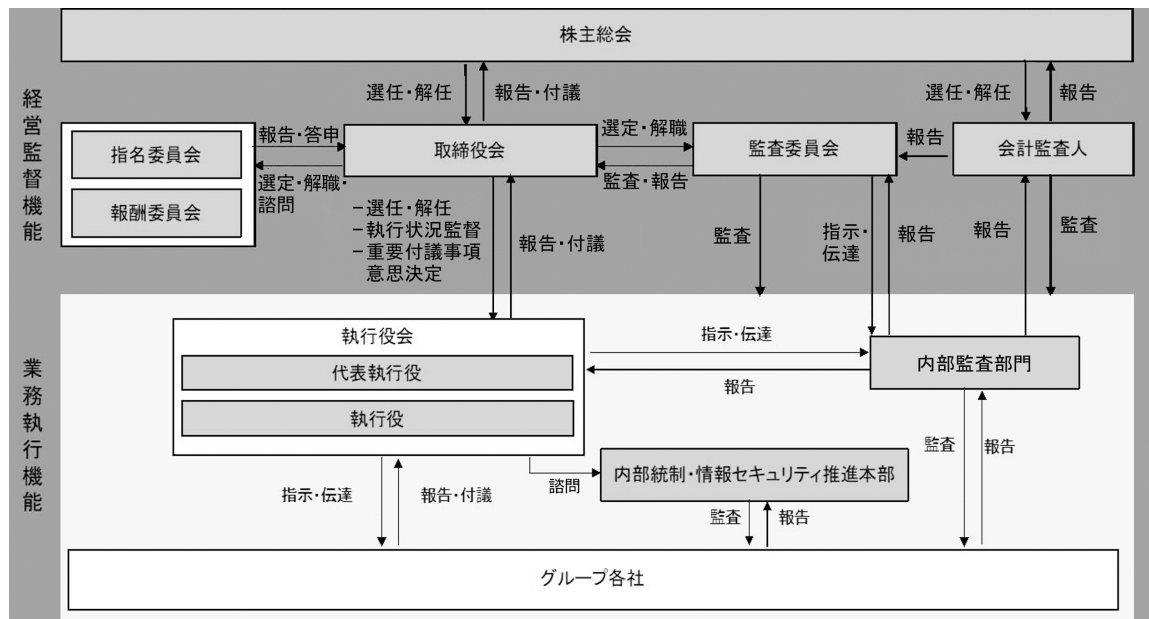 株主総会
経営監督機能
選任・解任
報告・付議
選任・解任
報告
指名委員会
報酬委員会
報告・答申
選定・解職・
諮問
取締役会
選定・解職
監査・報告
監査委員会
報告
会計監査人
－選任・解任
－執行状況監督
－重要付議事項
意思決定
報告・付議
監査
指示・
伝達
報告
報告
監査
業務執行機能
執行役会
代表執行役
執行役
指示・伝達
報告
内部監査部門
諮問
内部統制・情報セキュリティ推進本部
監査
報告
指示・伝達
報告・付議
監査
報告
グループ各社